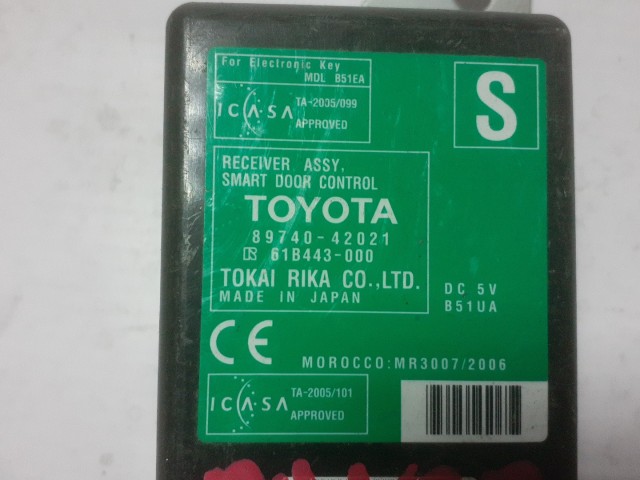 For Electronic Key
MDL B51EA
ICASA TA-2005/099
APPROVED
S
RECEIVER ASSY,
SMART DOOR CONTROL
TOYOTA
89740-42021
R 61B443-000
TOKAI RIKA CO.,LTD.
MADE IN JAPAN
DC 5V
B51UA
CE
MOROCCO:MR3007/2006
ICASA TA-2005/101
APPROVED